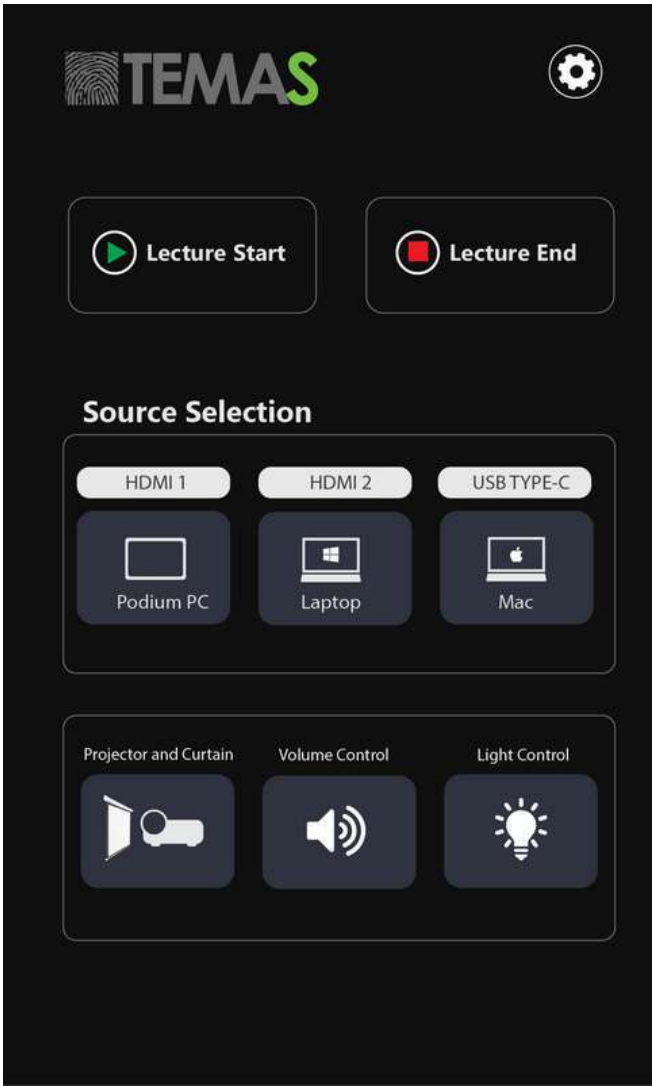 TEMAS
Lecture Start
Lecture End
Source Selection
HDMI 1
HDMI 2
USB TYPE-C
Podium PC
Laptop
Mac
Projector and Curtain
Volume Control
Light Control